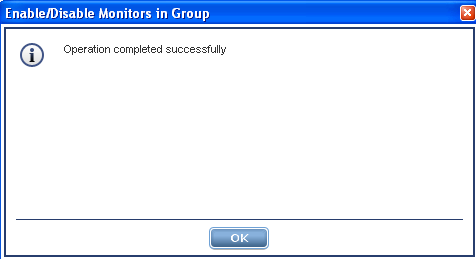 Enable/Disable Monitors in Group
Operation completed successfully
OK